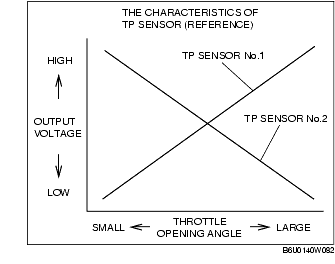 THE CHARACTERISTICS OF
TP SENSOR (REFERENCE)
TP SENSOR No.1
HIGH
OUTPUT
VOLTAGE
TP SENSOR No.2
LOW
SMALL
THROTTLE
OPENING ANGLE
LARGE
B6U0140W082